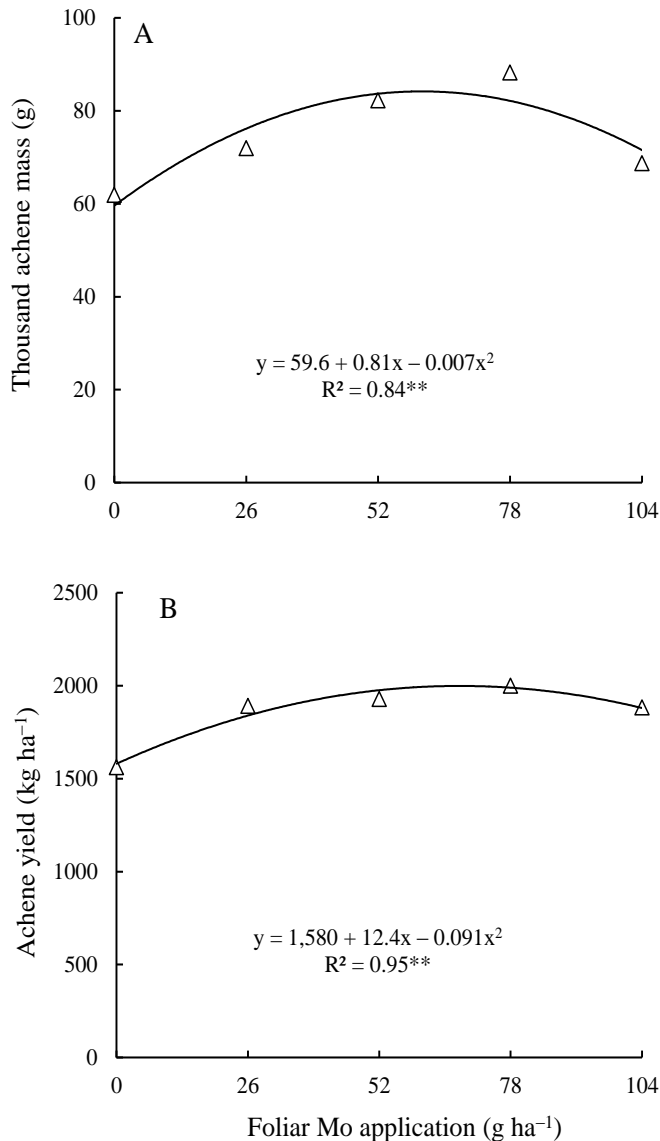 A
Thousand achene mass (g)
100
80
60
40
20
0
y = 59.6 + 0.81x – 0.007x²
R² = 0.84**
0 26 52 78 104
B
Achene yield (kg ha⁻¹)
2500
2000
1500
1000
500
0
y = 1,580 + 12.4x – 0.091x²
R² = 0.95**
0 26 52 78 104
Foliar Mo application (g ha⁻¹)